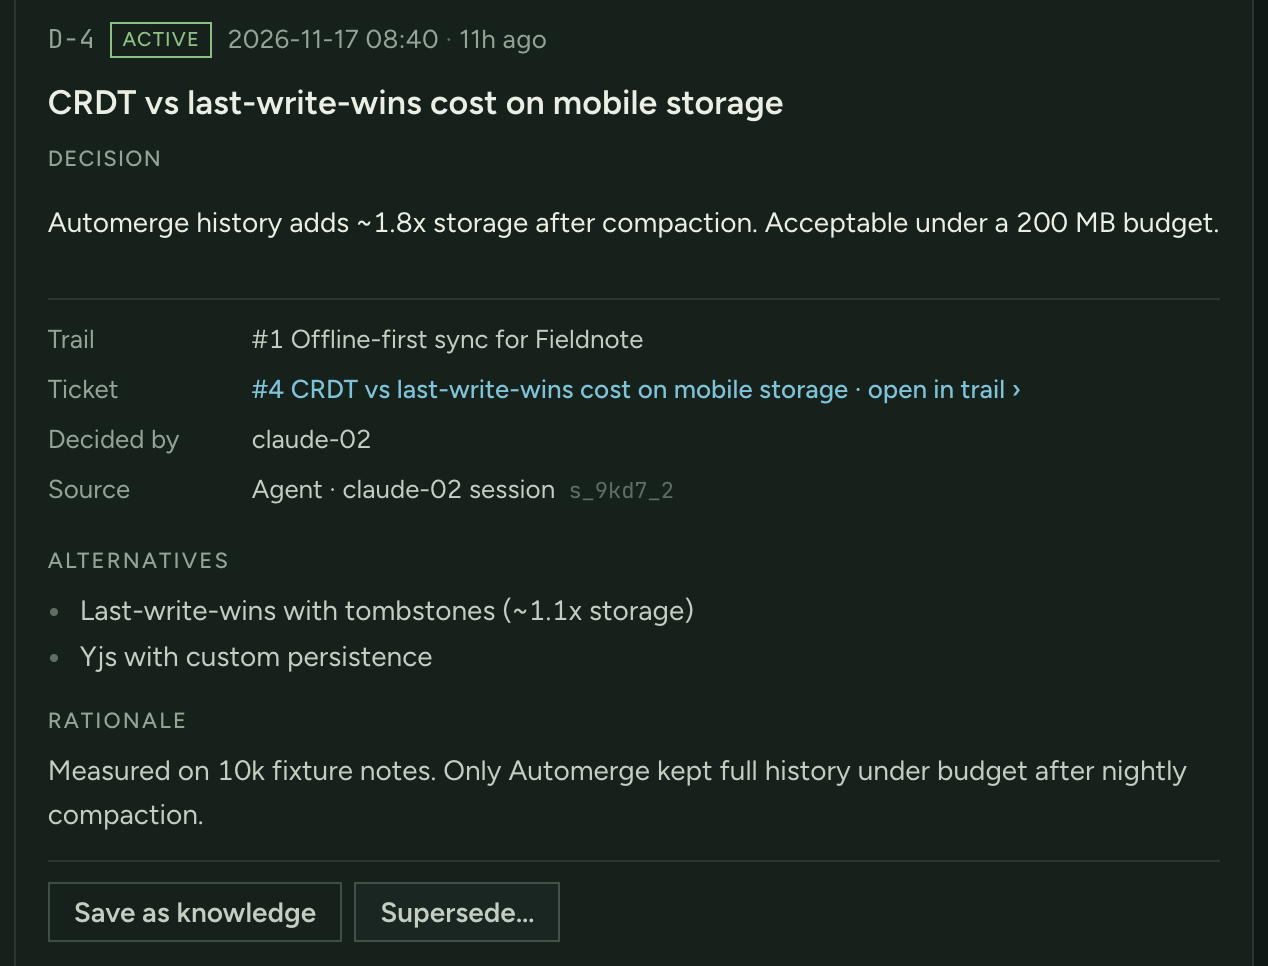 D-4 ACTIVE 2026-11-17 08:40 · 11h ago
CRDT vs last-write-wins cost on mobile storage
DECISION
Automerge history adds ~1.8x storage after compaction. Acceptable under a 200 MB budget.
Trail #1 Offline-first sync for Fieldnote
Ticket #4 CRDT vs last-write-wins cost on mobile storage · open in trail ›
Decided by claude-02
Source Agent · claude-02 session s_9kd7_2
ALTERNATIVES
• Last-write-wins with tombstones (~1.1x storage)
• Yjs with custom persistence
RATIONALE
Measured on 10k fixture notes. Only Automerge kept full history under budget after nightly
compaction.
Save as knowledge Supersede...